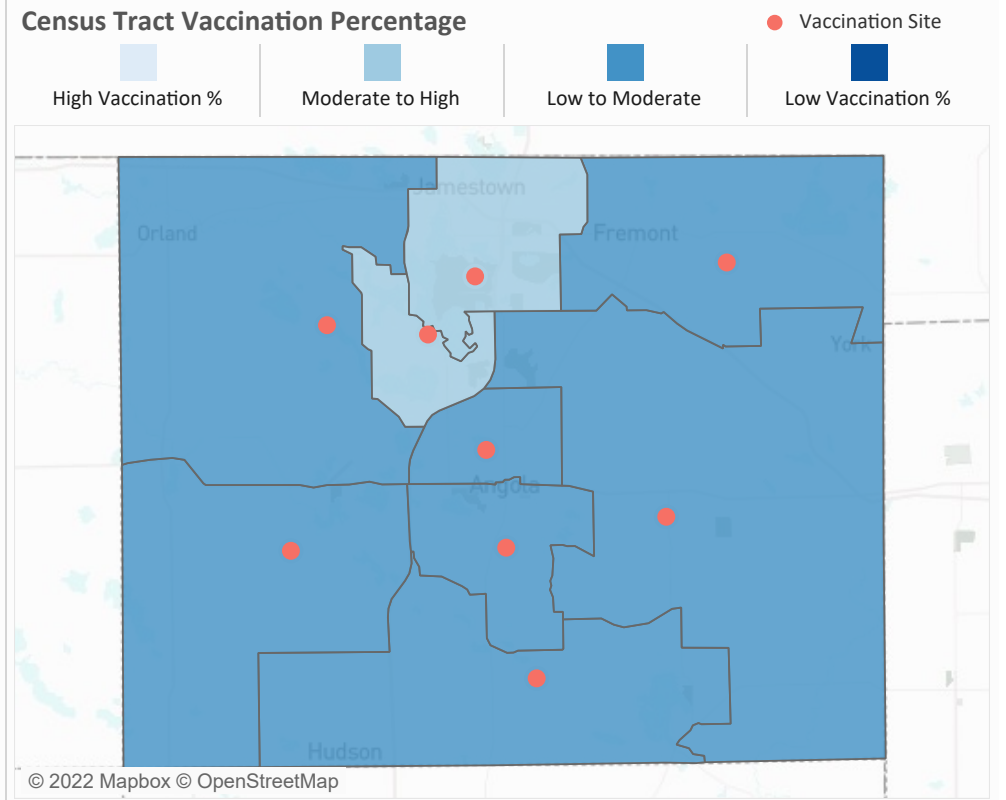 Census Tract Vaccination Percentage
Vaccination Site
High Vaccination %
Moderate to High
Low to Moderate
Low Vaccination %
Jamestown
Orland
Fremont
York
Angola
Hudson
© 2022 Mapbox © OpenStreetMap